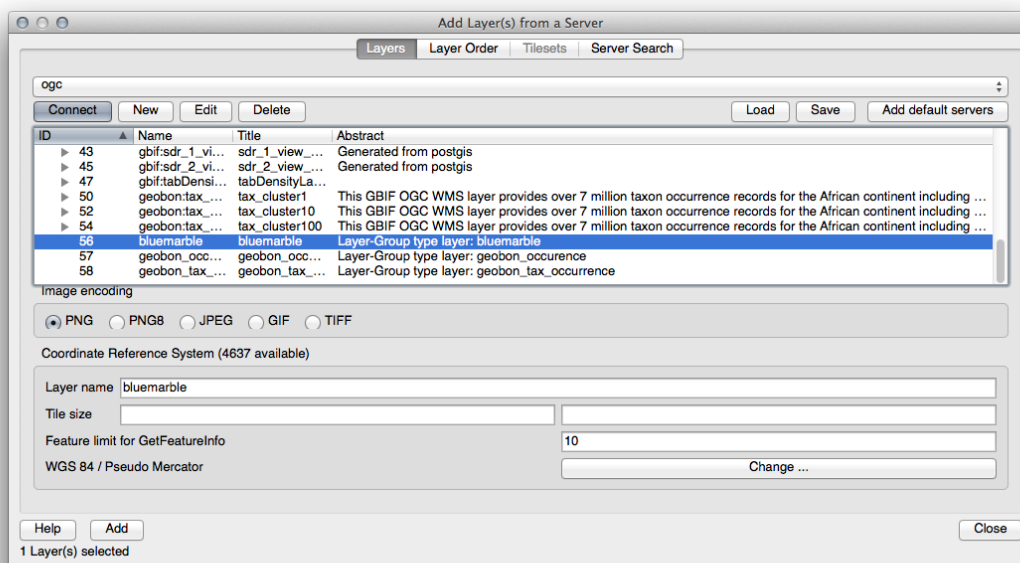 Add Layer(s) from a Server
Layers Layer Order Tilesets Server Search
ogc
Connect New Edit Delete Load Save Add default servers
ID Name Title Abstract
43 gbif:sdr_1_vi... sdr_1_view_... Generated from postgis
45 gbif:sdr_2_vi... sdr_2_view_... Generated from postgis
47 gbif:tabDensi... tabDensityLa...
50 geobon:tax_... tax_cluster1 This GBIF OGC WMS layer provides over 7 million taxon occurrence records for the African continent including ...
52 geobon:tax_... tax_cluster10 This GBIF OGC WMS layer provides over 7 million taxon occurrence records for the African continent including ...
54 geobon:tax_... tax_cluster100 This GBIF OGC WMS layer provides over 7 million taxon occurrence records for the African continent including ...
56 bluemarble bluemarble Layer-Group type layer: bluemarble
57 geobon_occ... geobon_oc... Layer-Group type layer: geobon_occurence
58 geobon_tax_... geobon_tax_... Layer-Group type layer: geobon_tax_occurrence
Image encoding
PNG PNG8 JPEG GIF TIFF
Coordinate Reference System (4637 available)
Layer name bluemarble
Tile size
Feature limit for GetFeatureInfo 10
WGS 84 / Pseudo Mercator Change ...
Help Add Close
1 Layer(s) selected